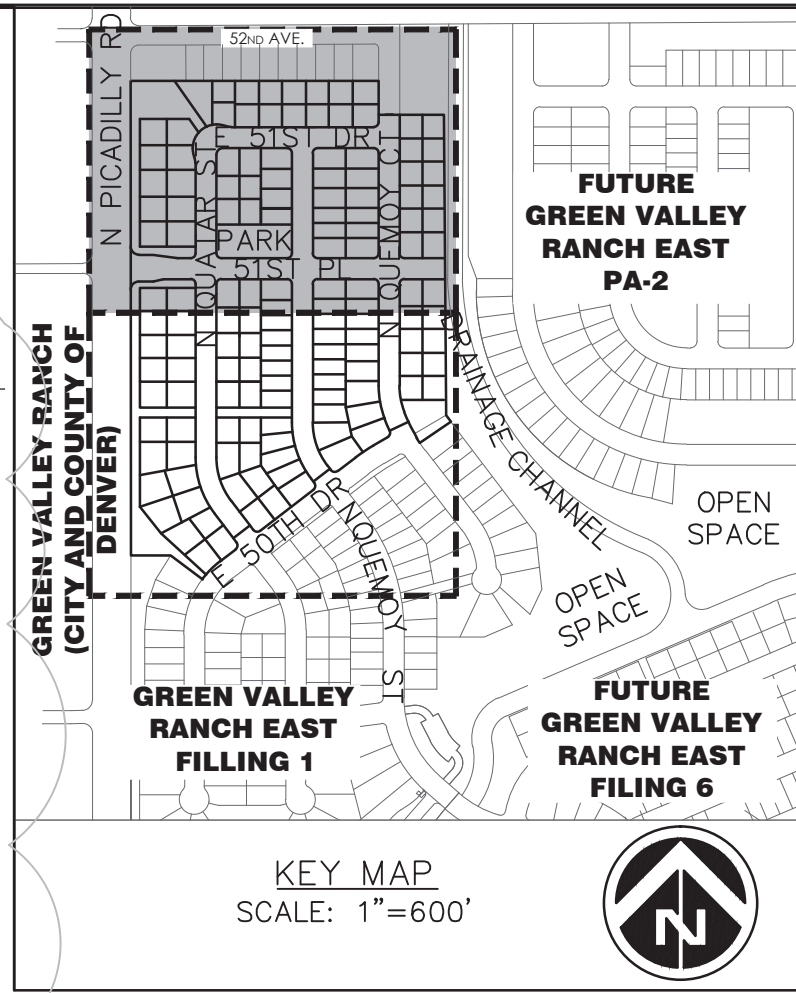 52ND AVE.
N PICADILLY RD
E 51ST DR
N QUATAR ST
N QUEMOY CT
PARK
51ST PL
FUTURE
GREEN VALLEY
RANCH EAST
PA-2
GREEN VALLEY RANCH
(CITY AND COUNTY OF
DENVER)
DRAINAGE CHANNEL
OPEN
SPACE
E 50TH DR
N QUEMOY ST
OPEN
SPACE
GREEN VALLEY
RANCH EAST
FILLING 1
FUTURE
GREEN VALLEY
RANCH EAST
FILING 6
KEY MAP
SCALE: 1"=600'
N